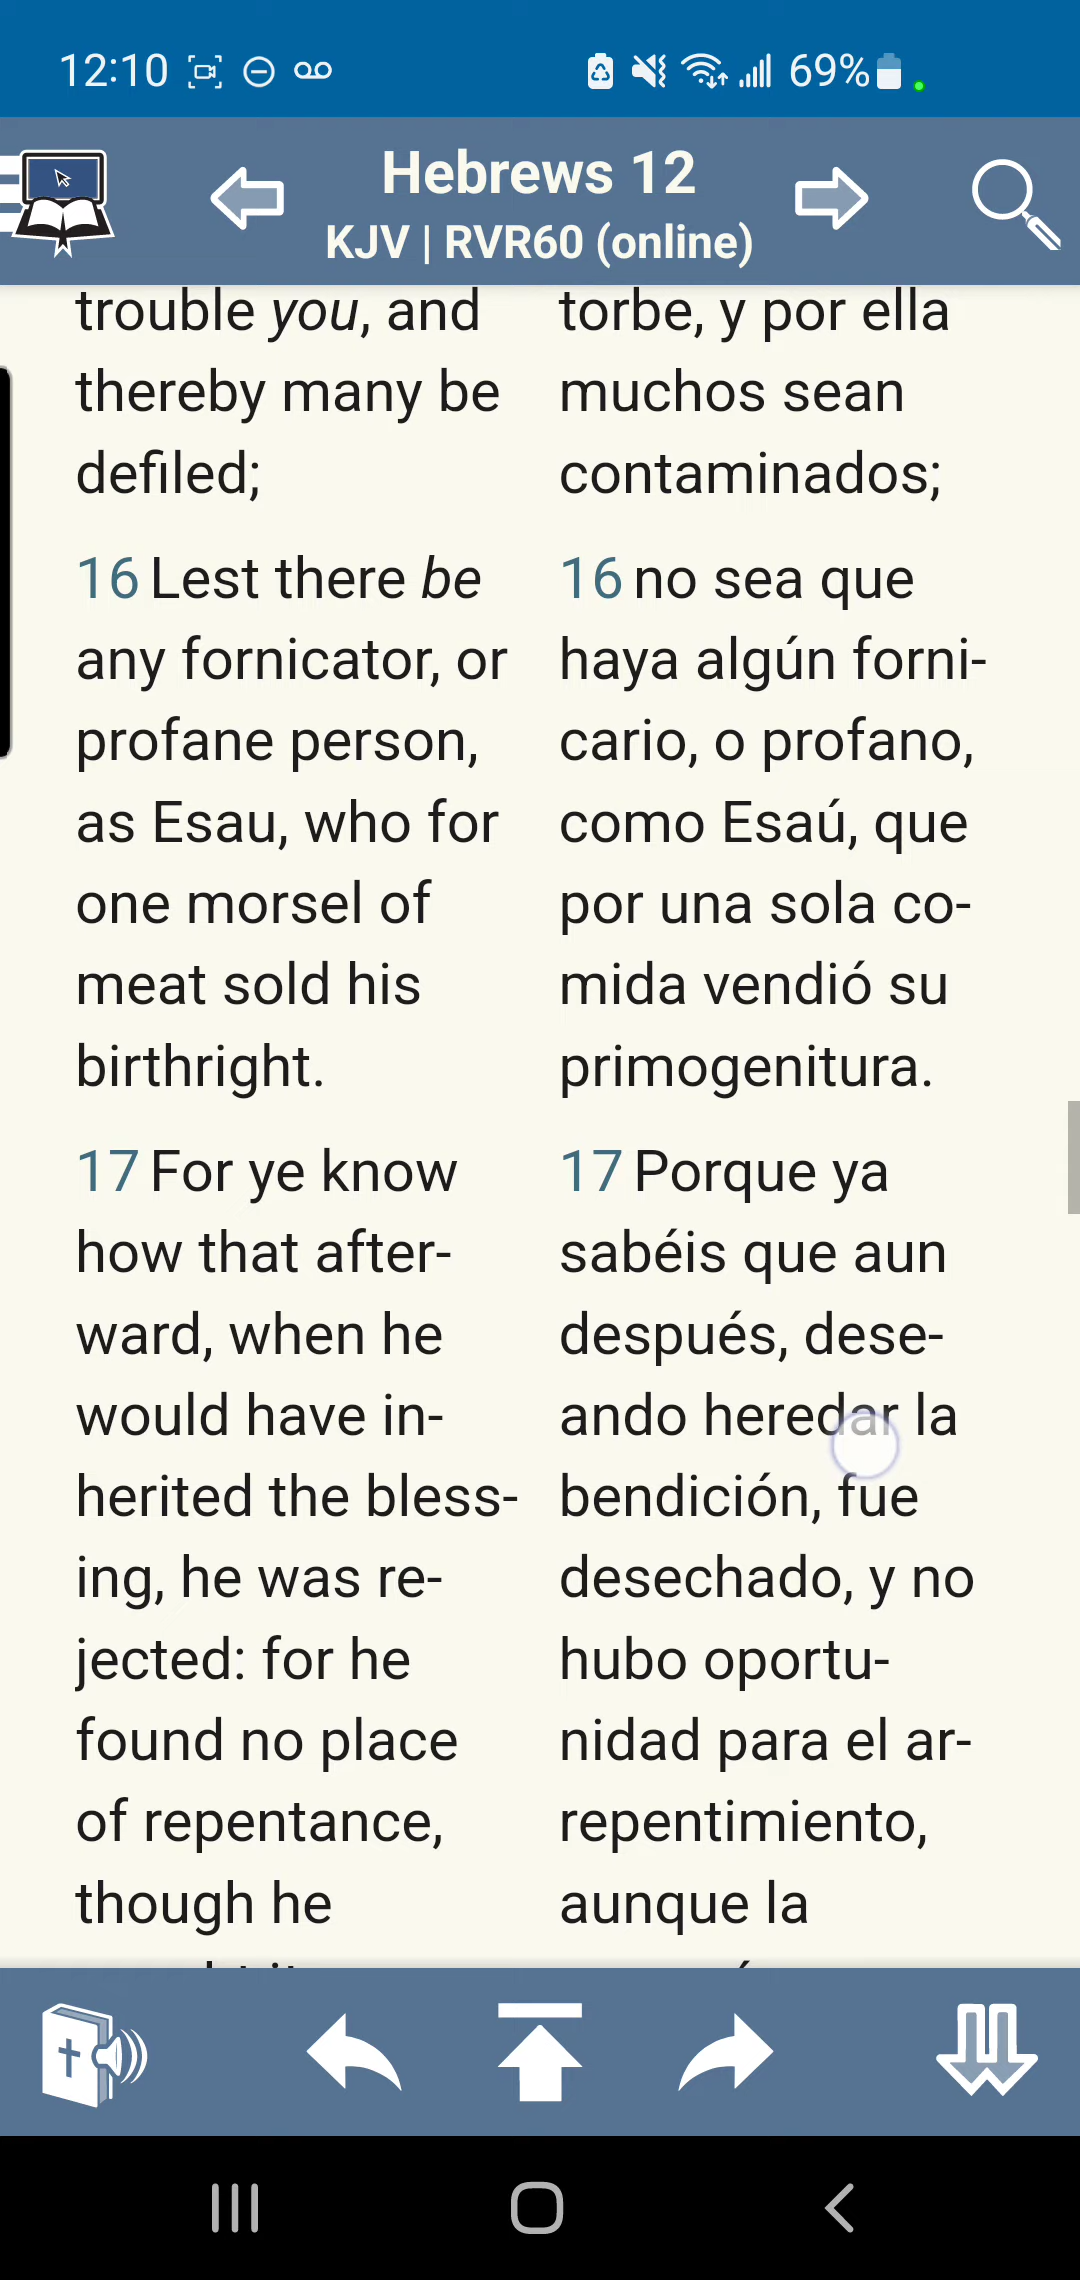 12:10
69%
Hebrews 12
KJV | RVR60 (online)
trouble you, and
thereby many be
defiled;
16 Lest there be
any fornicator, or
profane person,
as Esau, who for
one morsel of
meat sold his
birthright.
17 For ye know
how that after-
ward, when he
would have in-
herited the bless-
ing, he was re-
jected: for he
found no place
of repentance,
though he
torbe, y por ella
muchos sean
contaminados;
16 no sea que
haya algún forni-
cario, o profano,
como Esaú, que
por una sola co-
mida vendió su
primogenitura.
17 Porque ya
sabéis que aun
después, dese-
ando heredar la
bendición, fue
desechado, y no
hubo oportu-
nidad para el ar-
repentimiento,
aunque la